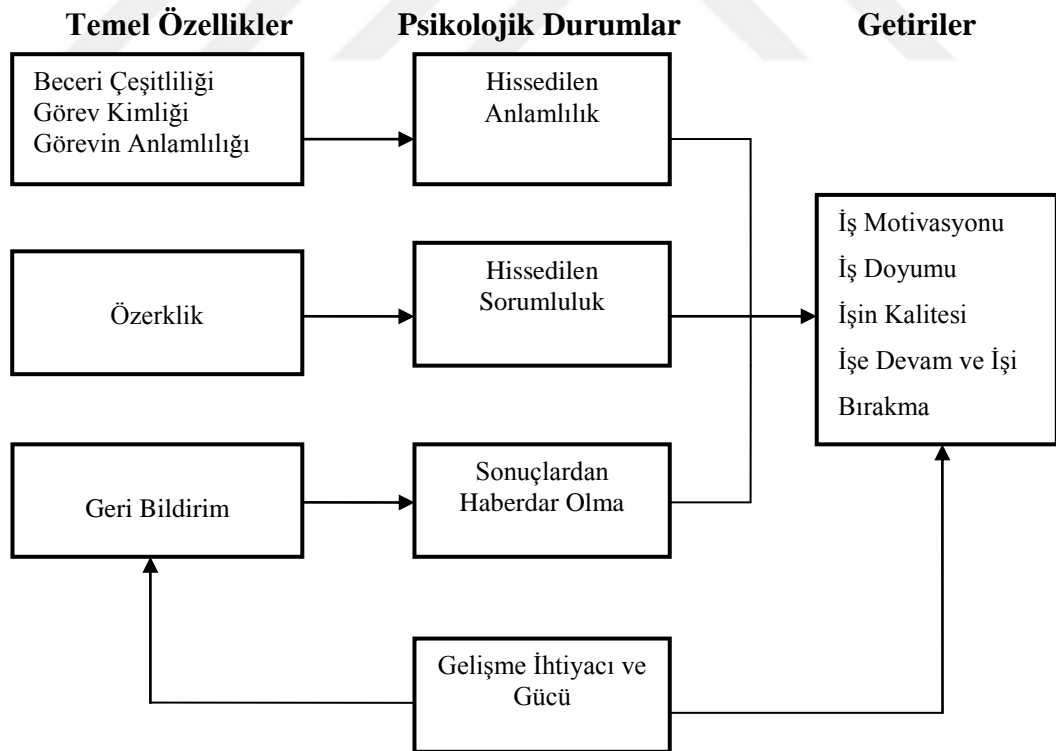 Temel Özellikler
Psikolojik Durumlar
Getiriler
Beceri Çeşitliliği
Görev Kimliği
Görevin Anlamlılığı
Hissedilen
Anlamlılık
Özerklik
Hissedilen
Sorumluluk
İş Motivasyonu
İş Doyumu
İşin Kalitesi
İşe Devam ve İşi
Bırakma
Geri Bildirim
Sonuçlardan
Haberdar Olma
Gelişme İhtiyacı ve
Gücü